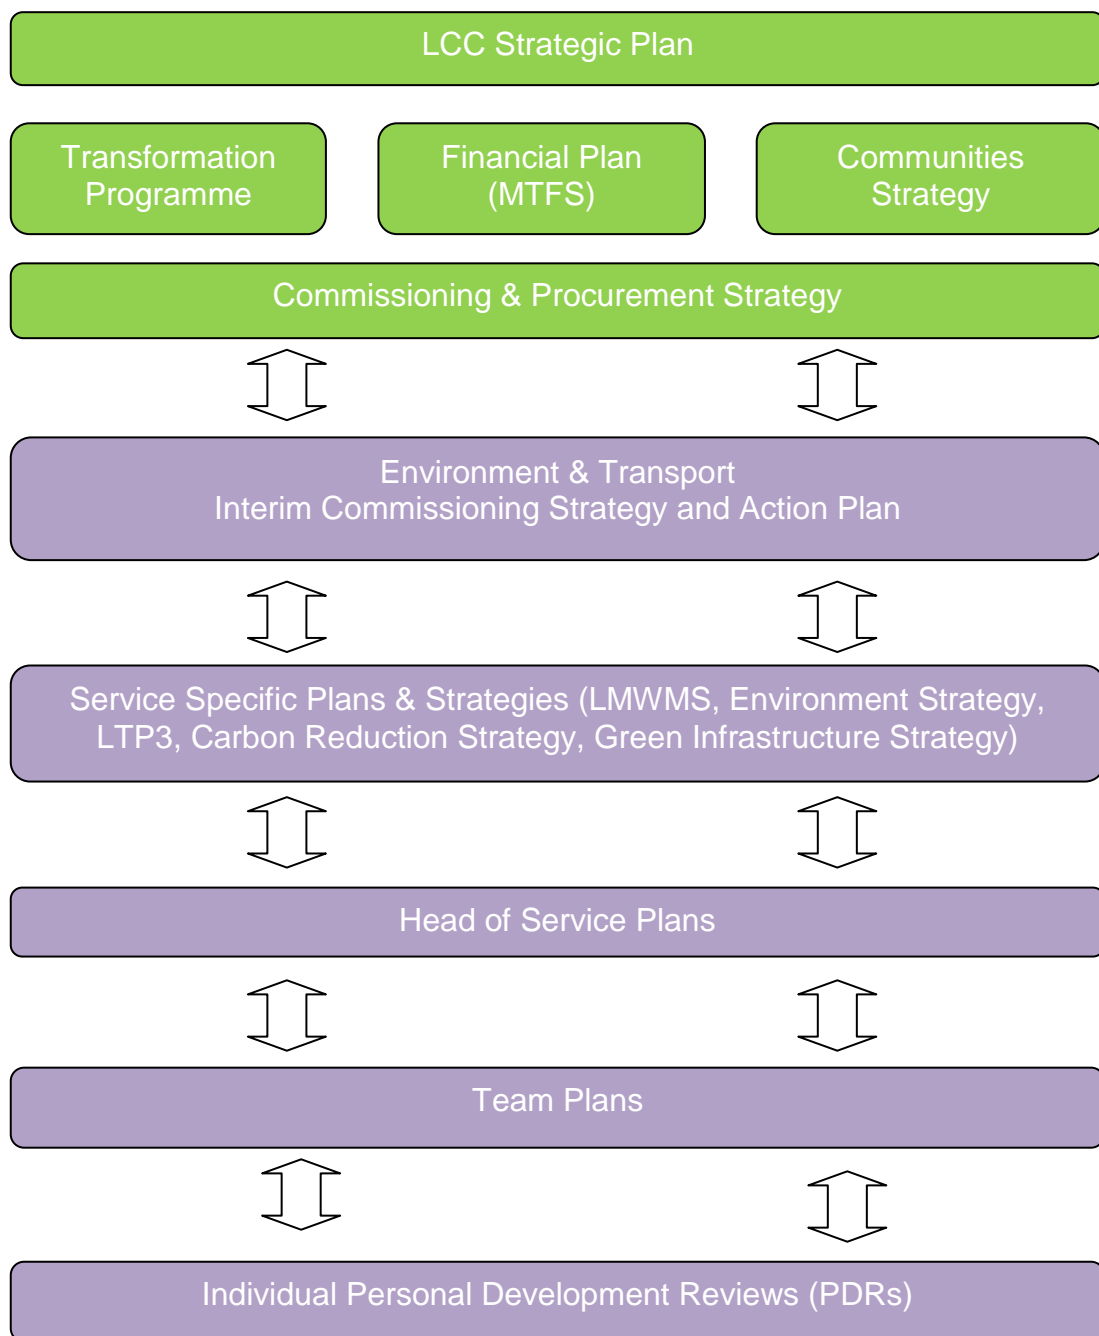 LCC Strategic Plan
Transformation
Programme
Financial Plan
(MTFS)
Communities
Strategy
Commissioning & Procurement Strategy
Environment & Transport
Interim Commissioning Strategy and Action Plan
Service Specific Plans & Strategies (LMWMS, Environment Strategy,
LTP3, Carbon Reduction Strategy, Green Infrastructure Strategy)
Head of Service Plans
Team Plans
Individual Personal Development Reviews (PDRs)